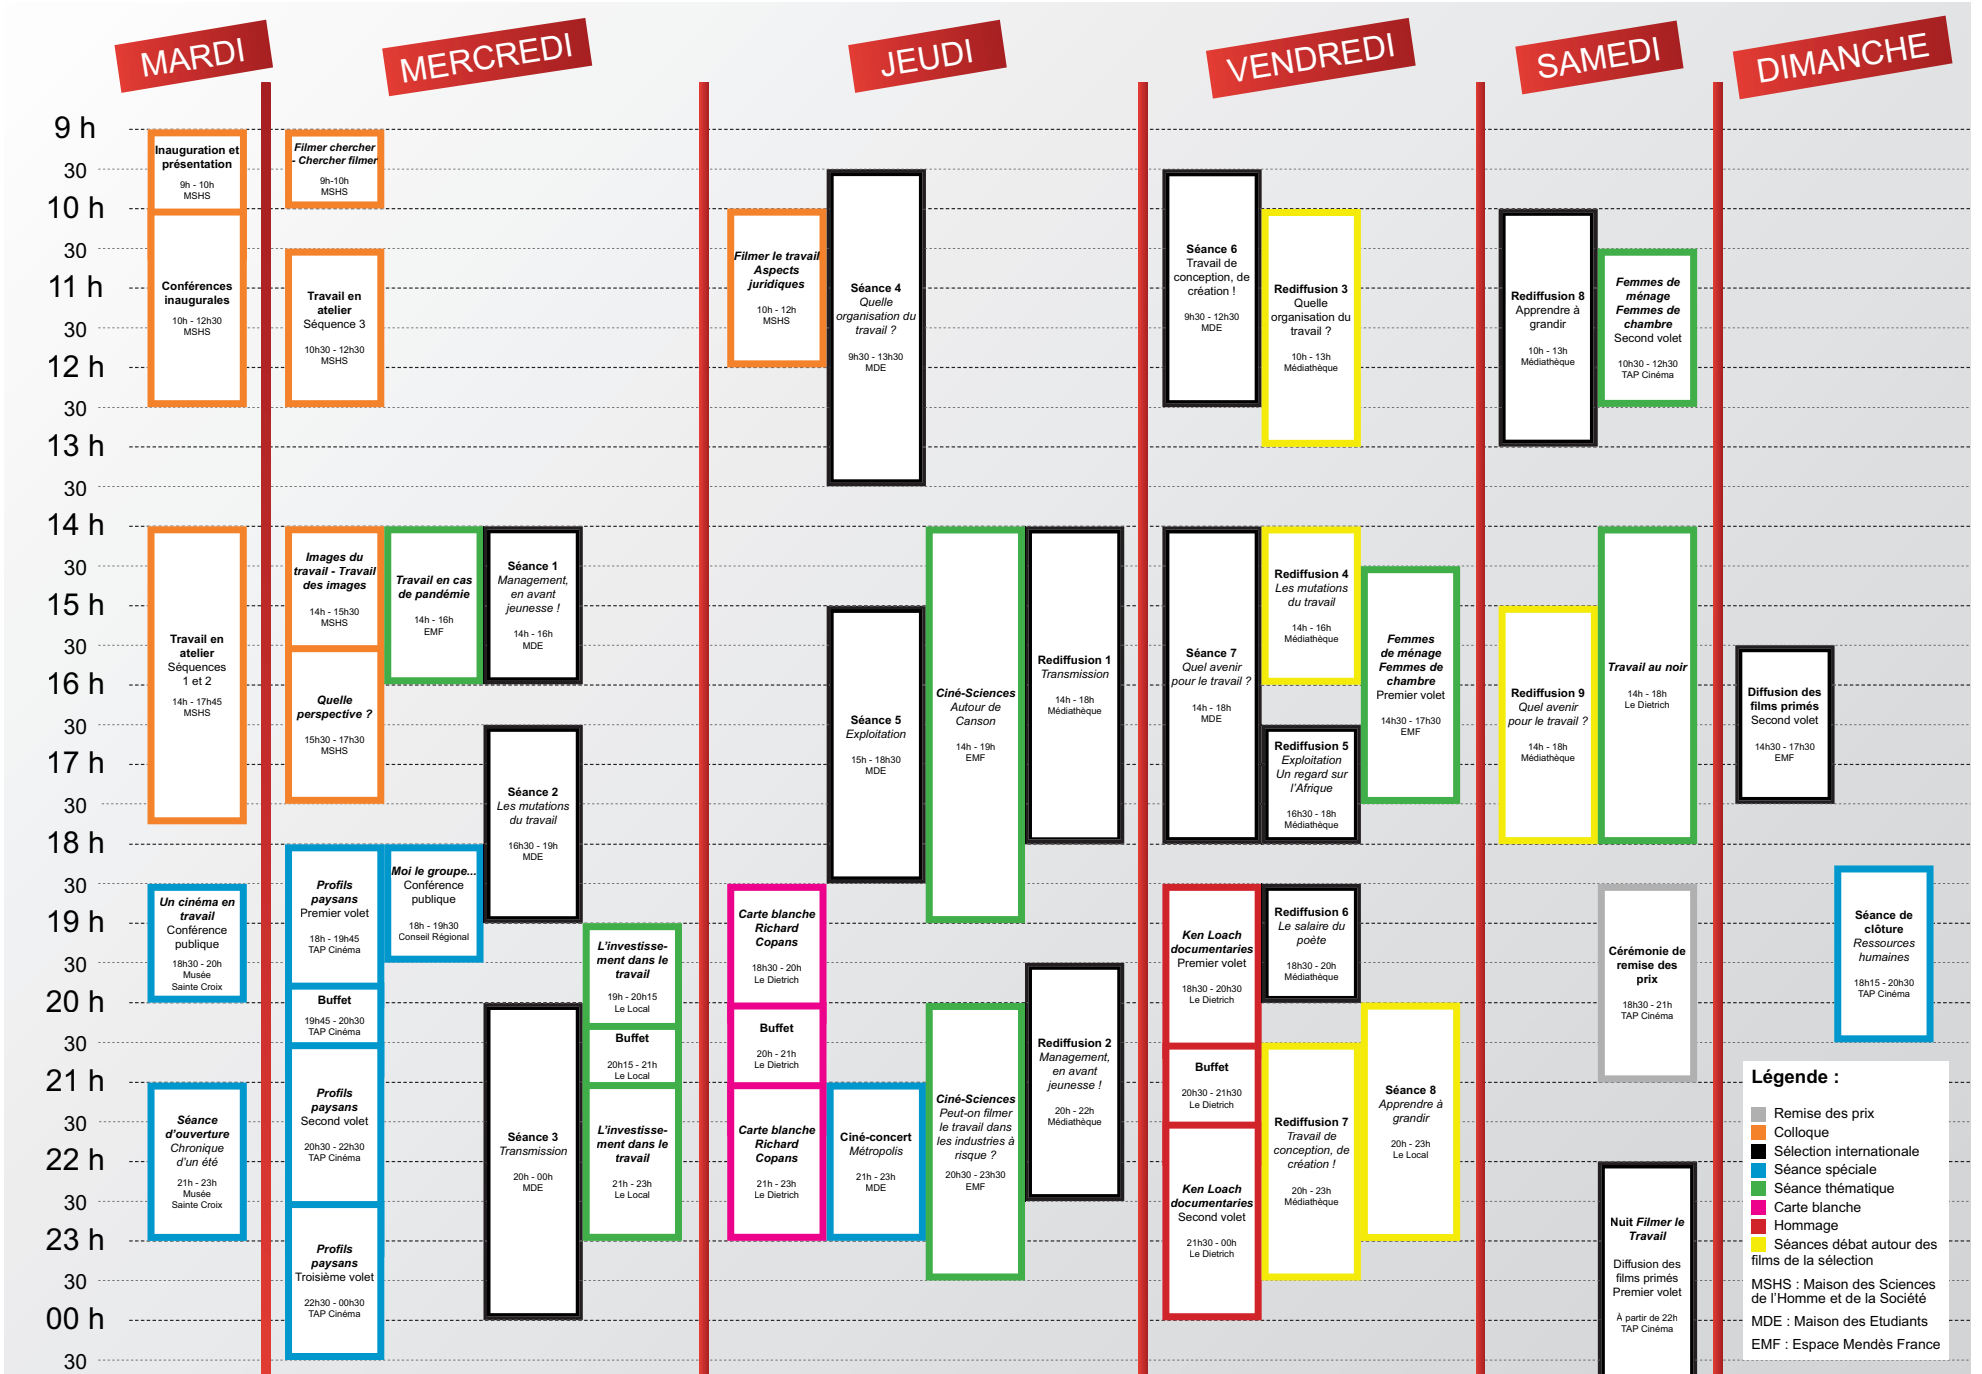 MARDI
MERCREDI
JEUDI
VENDREDI
SAMEDI
DIMANCHE
9 h
30
10 h
30
11 h
30
12 h
30
13 h
30
14 h
30
15 h
30
16 h
30
17 h
30
18 h
30
19 h
30
20 h
30
21 h
30
22 h
30
23 h
30
00 h
30
Inauguration et
présentation
9h - 10h
MSHS
Conférences
inaugurales
10h - 12h30
MSHS
Travail en
atelier
Séquences
1 et 2
14h - 17h45
MSHS
Un cinéma en
travail
Conférence
publique
18h30 - 20h
Musée
Sainte Croix
Séance
d'ouverture
Chronique
d'un été
21h - 23h
Musée
Sainte Croix
Filmer chercher
- Chercher filmer
9h-10h
MSHS
Travail en
atelier
Séquence 3
10h30 - 12h30
MSHS
Images du
travail - Travail
des images
14h - 15h30
MSHS
Quelle
perspective ?
15h30 - 17h30
MSHS
Profils
paysans
Premier volet
18h - 19h45
TAP Cinéma
Buffet
19h45 - 20h30
TAP Cinéma
Profils
paysans
Second volet
20h30 - 22h30
TAP Cinéma
Profils
paysans
Troisième volet
22h30 - 00h30
TAP Cinéma
Travail en cas
de pandémie
14h - 16h
EMF
Moi le groupe...
Conférence
publique
18h - 19h30
Conseil Régional
Séance 1
Management,
en avant
jeunesse !
14h - 16h
MDE
Séance 2
Les mutations
du travail
16h30 - 19h
MDE
Séance 3
Transmission
20h - 00h
MDE
L'investisse-
ment dans le
travail
19h - 20h15
Le Local
Buffet
20h15 - 21h
Le Local
L'investisse-
ment dans le
travail
21h - 23h
Le Local
Filmer le travail
Aspects
juridiques
10h - 12h
MSHS
Carte blanche
Richard
Copans
18h30 - 20h
Le Dietrich
Buffet
20h - 21h
Le Dietrich
Carte blanche
Richard
Copans
21h - 23h
Le Dietrich
Séance 4
Quelle
organisation du
travail ?
9h30 - 13h30
MDE
Séance 5
Exploitation
15h - 18h30
MDE
Ciné-concert
Métropolis
21h - 23h
MDE
Ciné-Sciences
Autour de
Canson
14h - 19h
EMF
Ciné-Sciences
Peut-on filmer
le travail dans
les industries à
risque ?
20h30 - 23h30
EMF
Rediffusion 1
Transmission
14h - 18h
Médiathèque
Rediffusion 2
Management,
en avant
jeunesse !
20h - 22h
Médiathèque
Séance 6
Travail de
conception, de
création !
9h30 - 12h30
MDE
Séance 7
Quel avenir
pour le travail ?
14h - 18h
MDE
Ken Loach
documentaries
Premier volet
18h30 - 20h30
Le Dietrich
Buffet
20h30 - 21h30
Le Dietrich
Ken Loach
documentaries
Second volet
21h30 - 00h
Le Dietrich
Rediffusion 3
Quelle
organisation du
travail ?
10h - 13h
Médiathèque
Rediffusion 4
Les mutations
du travail
14h - 16h
Médiathèque
Rediffusion 5
Exploitation
Un regard sur
l'Afrique
16h30 - 18h
Médiathèque
Rediffusion 6
Le salaire du
poète
18h30 - 20h
Médiathèque
Rediffusion 7
Travail de
conception, de
création !
20h - 23h
Médiathèque
Femmes
de ménage
Femmes de
chambre
Premier volet
14h30 - 17h30
EMF
Séance 8
Apprendre à
grandir
20h - 23h
Le Local
Rediffusion 8
Apprendre à
grandir
10h - 13h
Médiathèque
Rediffusion 9
Quel avenir
pour le travail ?
14h - 18h
Médiathèque
Femmes de
ménage
Femmes de
chambre
Second volet
10h30 - 12h30
TAP Cinéma
Travail au noir
14h - 18h
Le Dietrich
Cérémonie de
remise des
prix
18h30 - 21h
TAP Cinéma
Nuit Filmer le
Travail
Diffusion des
films primés
Premier volet
À partir de 22h
TAP Cinéma
Diffusion des
films primés
Second volet
14h30 - 17h30
EMF
Séance de
clôture
Ressources
humaines
18h15 - 20h30
TAP Cinéma
Légende :
Remise des prix
Colloque
Sélection internationale
Séance spéciale
Séance thématique
Carte blanche
Hommage
Séances débat autour des
films de la sélection
MSHS : Maison des Sciences
de l'Homme et de la Société
MDE : Maison des Etudiants
EMF : Espace Mendès France